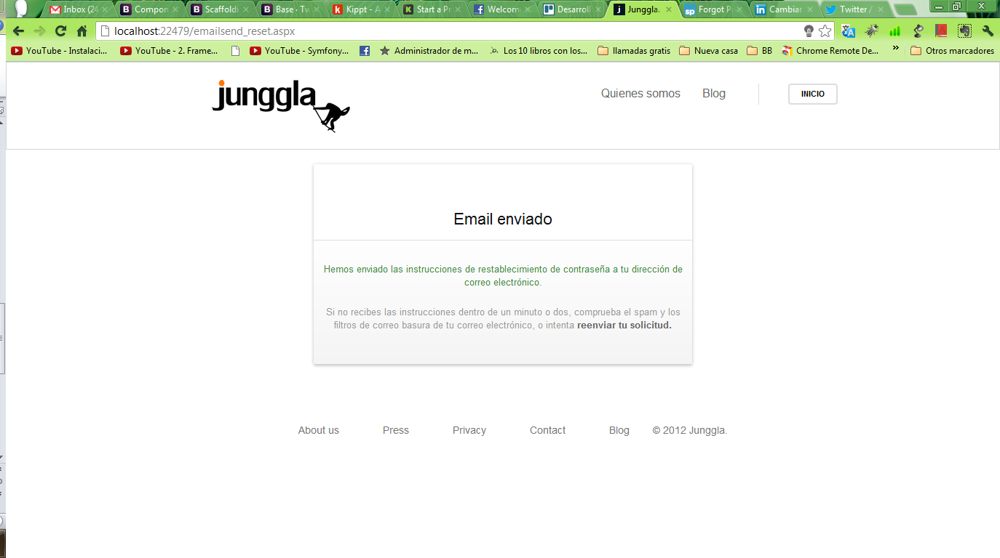 Inbox (24
Compon
Scaffoldi
Base · Tw
Kippt - A
Start a Pr
Welcom
Desarroll
Junggla.
Forgot P
Cambiar
Twitter /
localhost:22479/emailsend_reset.aspx
YouTube - Instalaci...
YouTube - 2. Frame...
YouTube - Symfony...
Administrador de m...
Los 10 libros con los...
llamadas gratis
Nueva casa
BB
Chrome Remote De...
»
Otros marcadores
junggla
Quienes somos
Blog
INICIO
Email enviado
Hemos enviado las instrucciones de restablecimiento de contraseña a tu dirección de
correo electrónico.
Si no recibes las instrucciones dentro de un minuto o dos, comprueba el spam y los
filtros de correo basura de tu correo electrónico, o intenta reenviar tu solicitud.
About us
Press
Privacy
Contact
Blog
© 2012 Junggla.